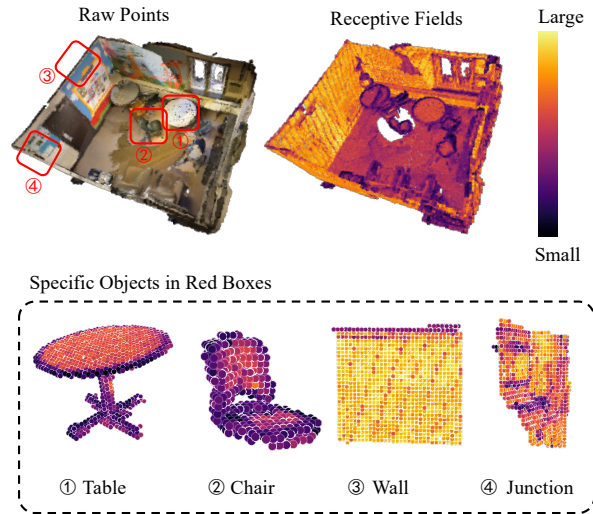 Raw Points
Receptive Fields
Large
③
①
②
④
Small
Specific Objects in Red Boxes
① Table
② Chair
③ Wall
④ Junction